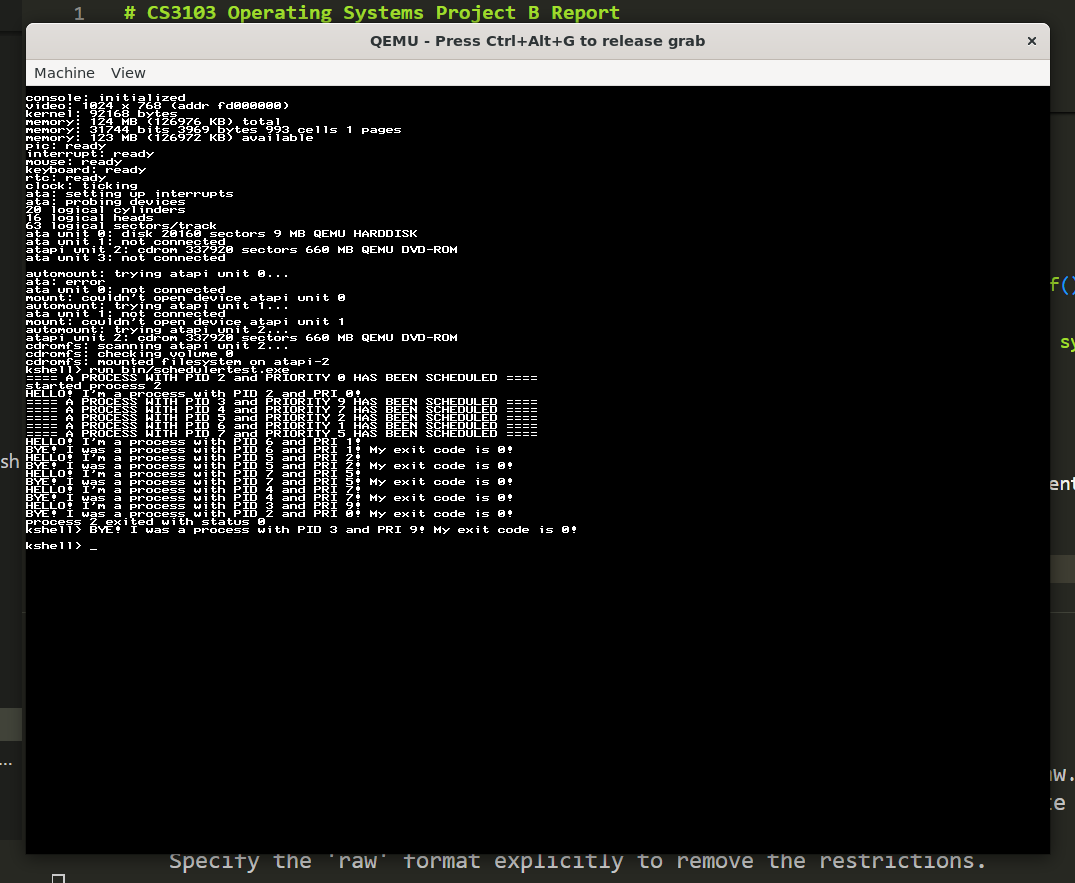 1 # CS3103 Operating Systems Project B Report
QEMU - Press Ctrl+Alt+G to release grab ×
Machine View
console: initialized
video: 1024 x 768 (addr fd000000)
kernel: 92168 bytes
memory: 124 MB (126976 KB) total
memory: 31744 bits 3969 bytes 993 cells 1 pages
memory: 123 MB (126972 KB) available
pic: ready
interrupt: ready
mouse: ready
keyboard: ready
rtc: ready
clock: ticking
ata: setting up interrupts
ata: probing devices
20 logical cylinders
16 logical heads
63 logical sectors/track
ata unit 0: disk 20160 sectors 9 MB QEMU HARDDISK
ata unit 1: not connected
atapi unit 2: cdrom 337920 sectors 660 MB QEMU DVD-ROM
ata unit 3: not connected
automount: trying atapi unit 0...
ata: error
ata unit 0: not connected
mount: couldn't open device atapi unit 0
automount: trying atapi unit 1...
ata unit 1: not connected
mount: couldn't open device atapi unit 1
automount: trying atapi unit 2...
atapi unit 2: cdrom 337920 sectors 660 MB QEMU DVD-ROM
cdromfs: scanning atapi unit 2...
cdromfs: checking volume 0
cdromfs: mounted filesystem on atapi-2
kshell> run bin/schedulertest.exe
==== A PROCESS WITH PID 2 and PRIORITY 0 HAS BEEN SCHEDULED ====
started process 2
HELLO! I'm a process with PID 2 and PRI 0!
==== A PROCESS WITH PID 3 and PRIORITY 9 HAS BEEN SCHEDULED ====
==== A PROCESS WITH PID 4 and PRIORITY 7 HAS BEEN SCHEDULED ====
==== A PROCESS WITH PID 5 and PRIORITY 2 HAS BEEN SCHEDULED ====
==== A PROCESS WITH PID 6 and PRIORITY 1 HAS BEEN SCHEDULED ====
==== A PROCESS WITH PID 7 and PRIORITY 5 HAS BEEN SCHEDULED ====
HELLO! I'm a process with PID 6 and PRI 1!
BYE! I was a process with PID 6 and PRI 1! My exit code is 0!
HELLO! I'm a process with PID 5 and PRI 2!
BYE! I was a process with PID 5 and PRI 2! My exit code is 0!
HELLO! I'm a process with PID 7 and PRI 5!
BYE! I was a process with PID 7 and PRI 5! My exit code is 0!
HELLO! I'm a process with PID 4 and PRI 7!
BYE! I was a process with PID 4 and PRI 7! My exit code is 0!
HELLO! I'm a process with PID 3 and PRI 9!
BYE! I was a process with PID 2 and PRI 0! My exit code is 0!
process 2 exited with status 0
kshell> BYE! I was a process with PID 3 and PRI 9! My exit code is 0!
kshell> _
f()
sy
sh
ent
...
aw.
te
Specify the 'raw' format explicitly to remove the restrictions.